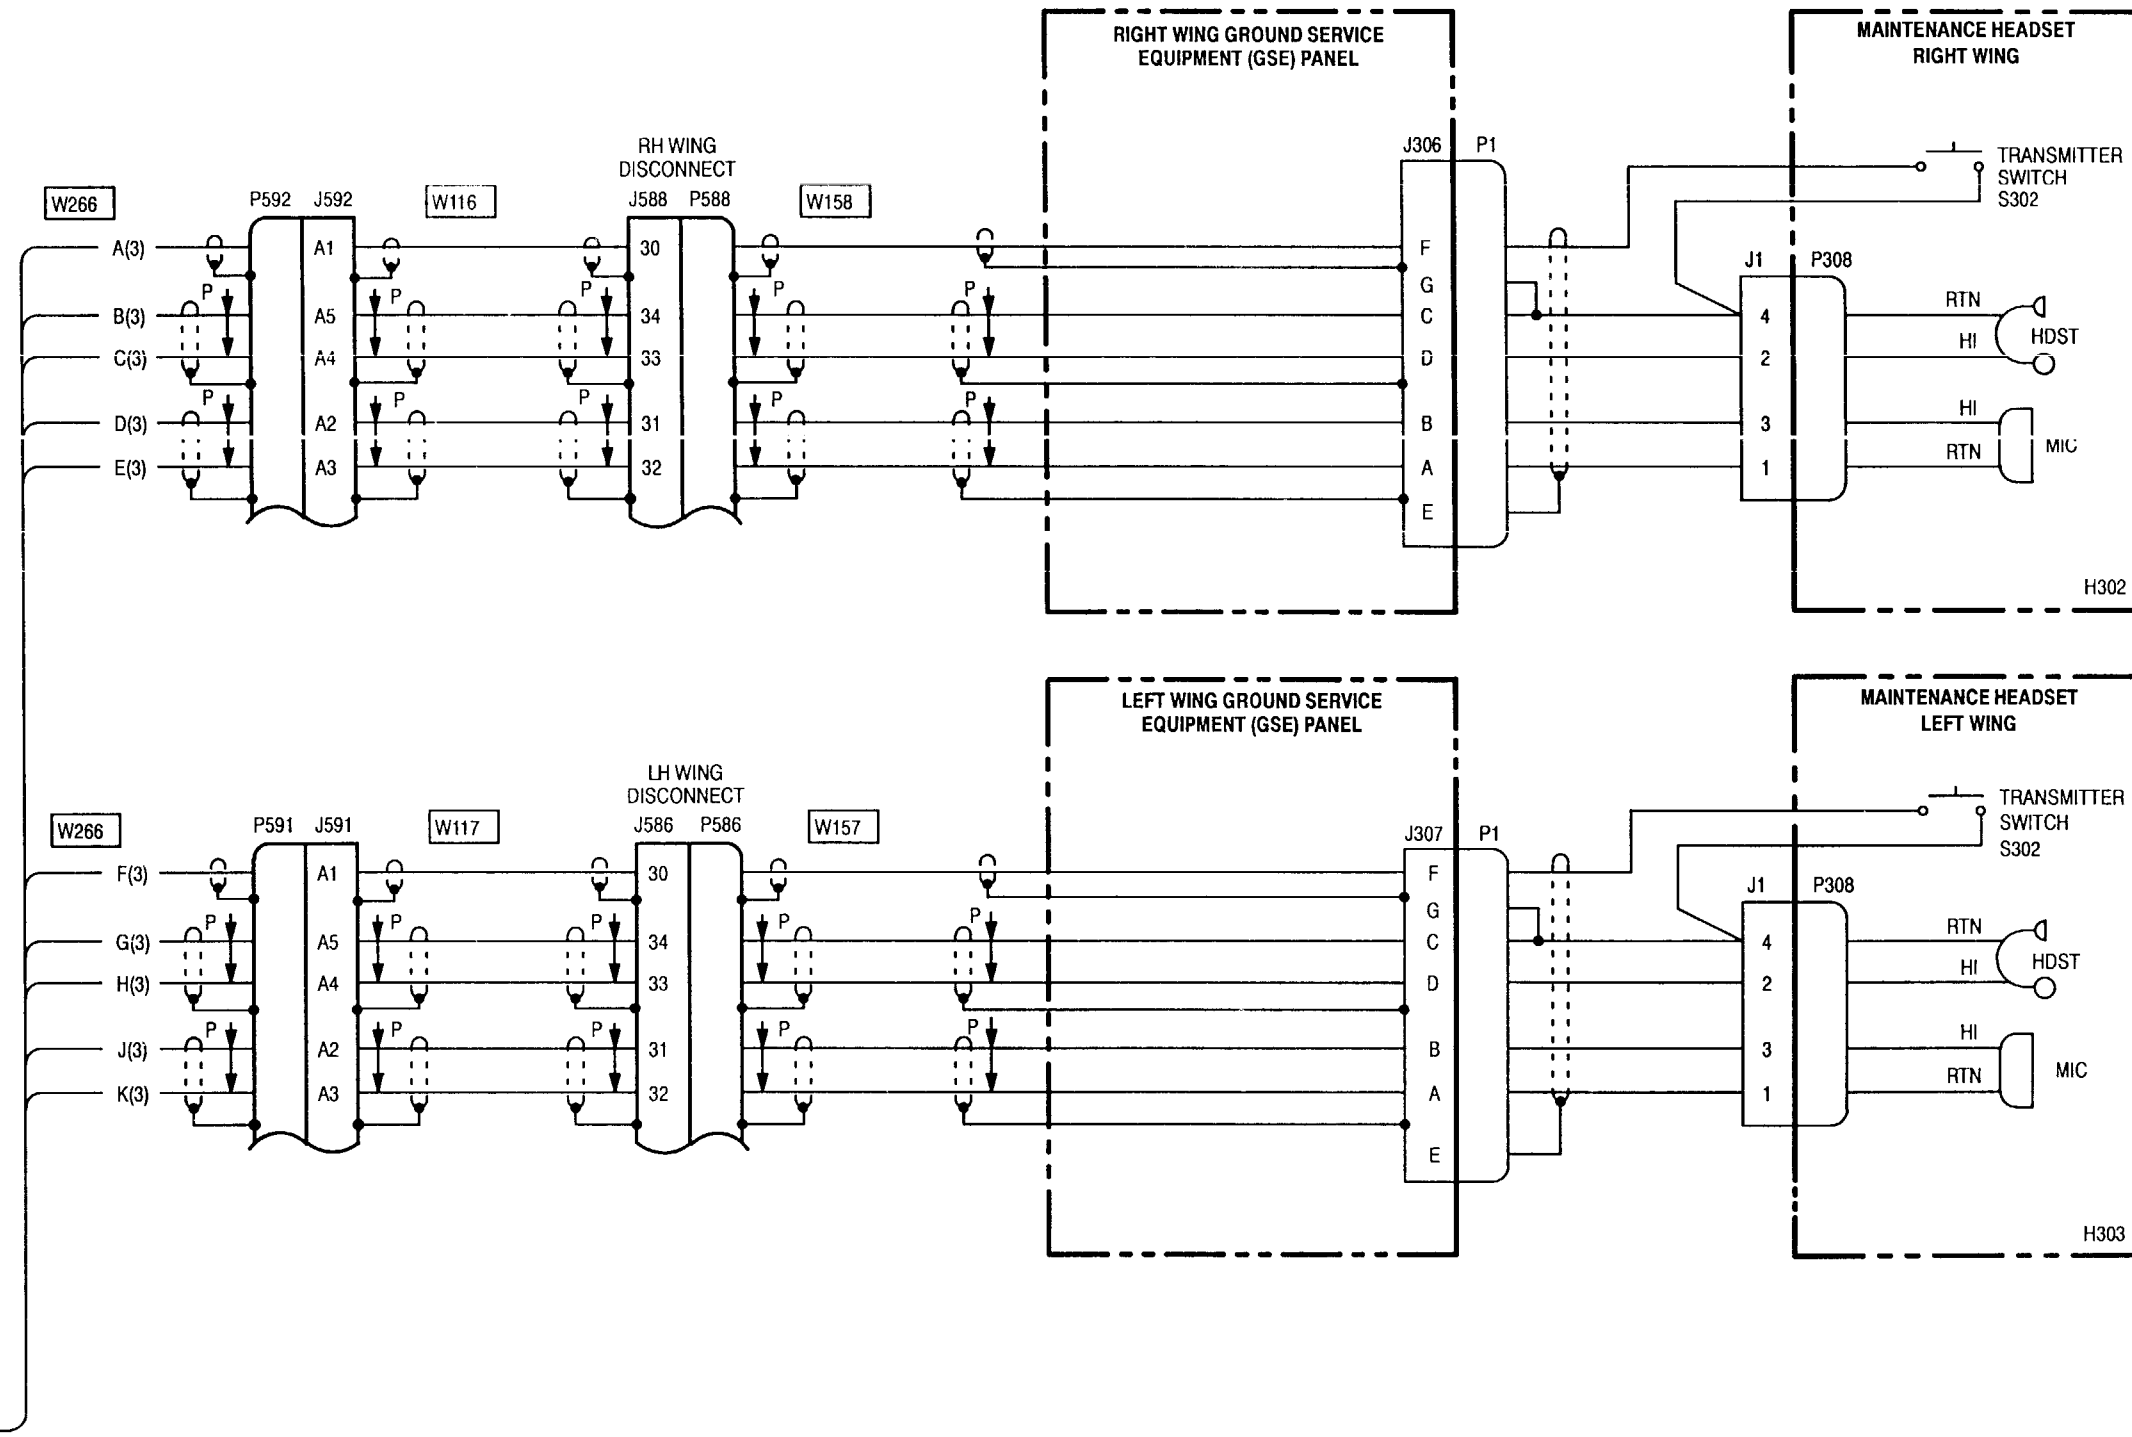 RIGHT WING GROUND SERVICE
EQUIPMENT (GSE) PANEL
MAINTENANCE HEADSET
RIGHT WING
RH WING
DISCONNECT
J306 P1
TRANSMITTER
SWITCH
S302
W266
P592 J592
W116
J588 P588
W158
A(3) A1 30 F
J1 P308
P P P P P G
B(3) A5 34 C 4 RTN
HDST
C(3) A4 33 D 2 HI
P P P P P
D(3) A2 31 B 3 HI
MIC
E(3) A3 32 A 1 RTN
E
H302
LEFT WING GROUND SERVICE
EQUIPMENT (GSE) PANEL
MAINTENANCE HEADSET
LEFT WING
LH WING
DISCONNECT
TRANSMITTER
SWITCH
S302
W266
P591 J591
W117
J586 P586
W157
J307 P1
F(3) A1 30 F
J1 P308
P P P P P G
G(3) A5 34 C 4 RTN
HDST
H(3) A4 33 D 2 HI
P P P P P
J(3) A2 31 B 3 HI
MIC
K(3) A3 32 A 1 RTN
E
H303